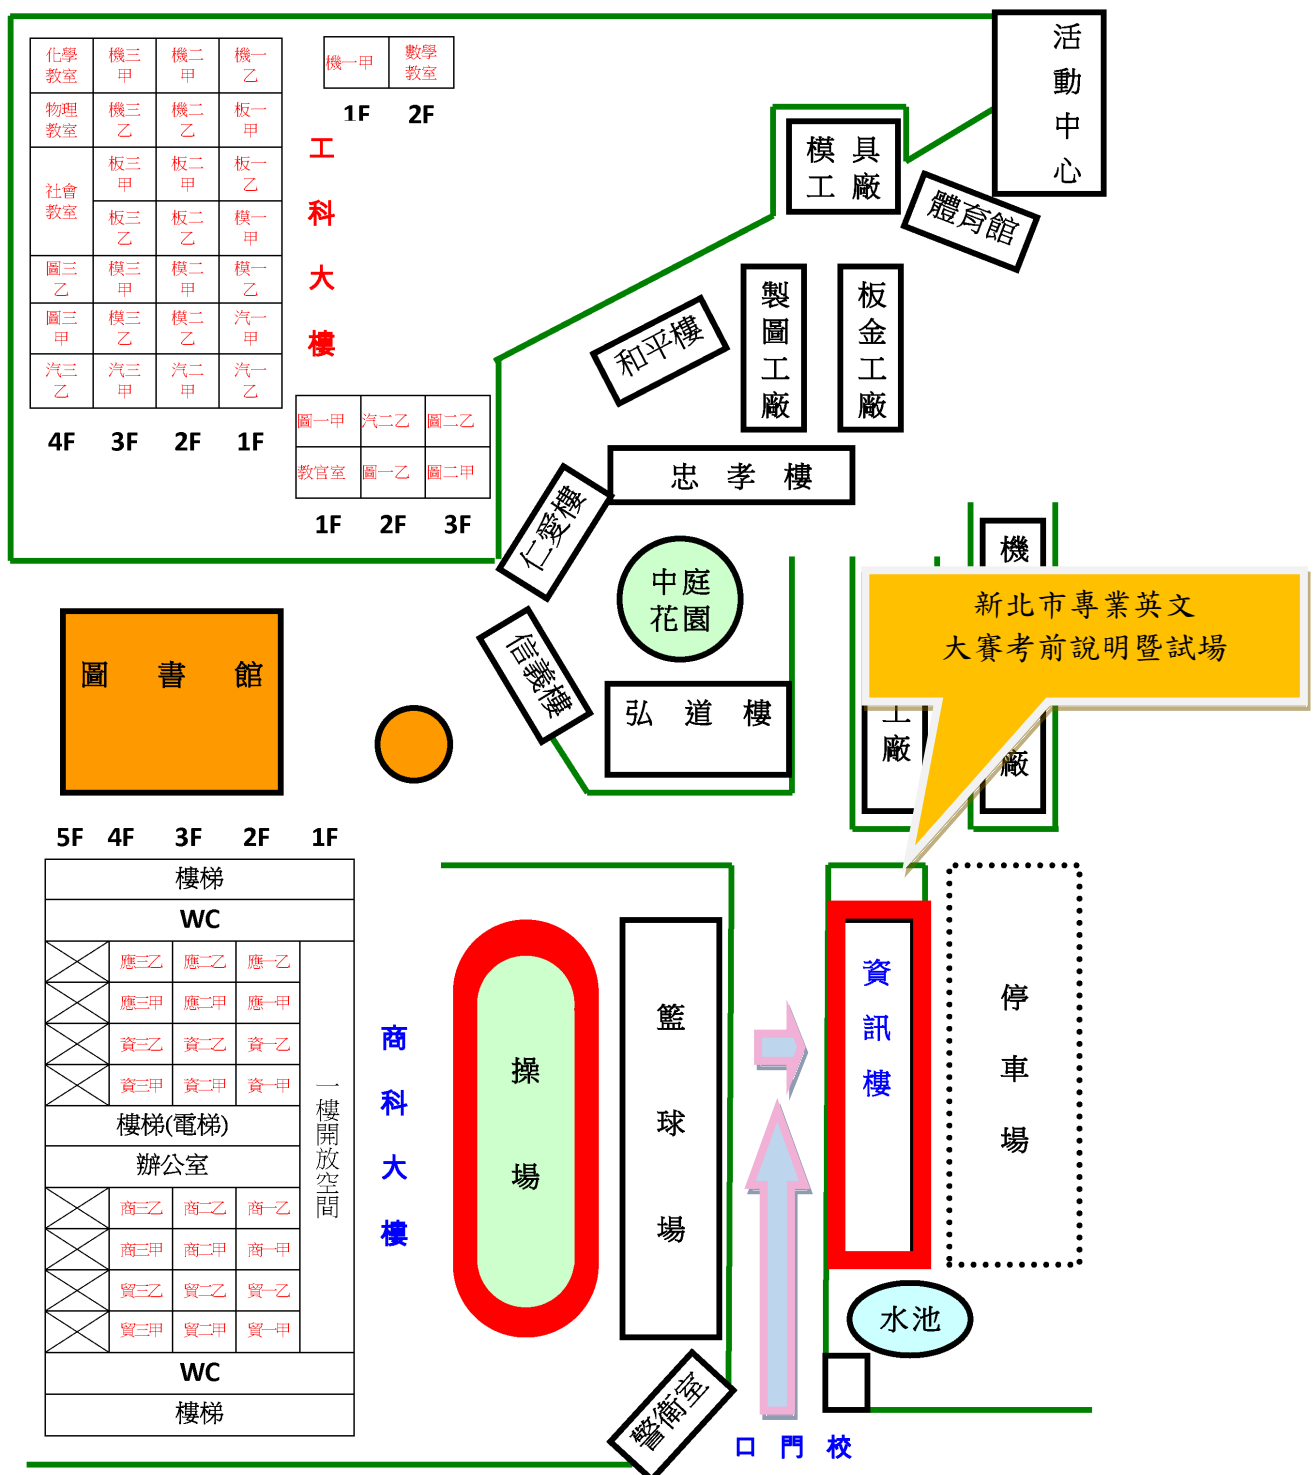 活動中心
化學教室 機三甲 機二甲 機一乙
物理教室 機三乙 機二乙 板一甲
社會教室 板三甲 板二甲 板一乙
板三乙 板二乙 模一甲
圖三乙 模三甲 模二甲 模一乙
圖三甲 模三乙 模二乙 汽一甲
汽三乙 汽三甲 汽二甲 汽一乙
4F 3F 2F 1F
機一甲 數學教室
1F 2F
工科大樓
圖一甲 汽二乙 圖二乙
教官室 圖一乙 圖二甲
1F 2F 3F
模具
工廠
體育館
製圖工廠
板金工廠
和平樓
忠孝樓
仁愛樓
中庭
花園
信義樓
弘道樓
機
廠
工廠
新北市專業英文
大賽考前說明暨試場
圖書館
5F 4F 3F 2F 1F
樓梯
WC
應三乙 應二乙 應一乙
應三甲 應二甲 應一甲
資三乙 資二乙 資一乙
資三甲 資二甲 資一甲
樓梯(電梯)
辦公室
商三乙 商二乙 商一乙
商三甲 商二甲 商一甲
貿三乙 貿二乙 貿一乙
貿三甲 貿二甲 貿一甲
一樓開放空間
WC
樓梯
商科大樓
操場
籃球場
資訊樓
停車場
水池
警衛室
口門校